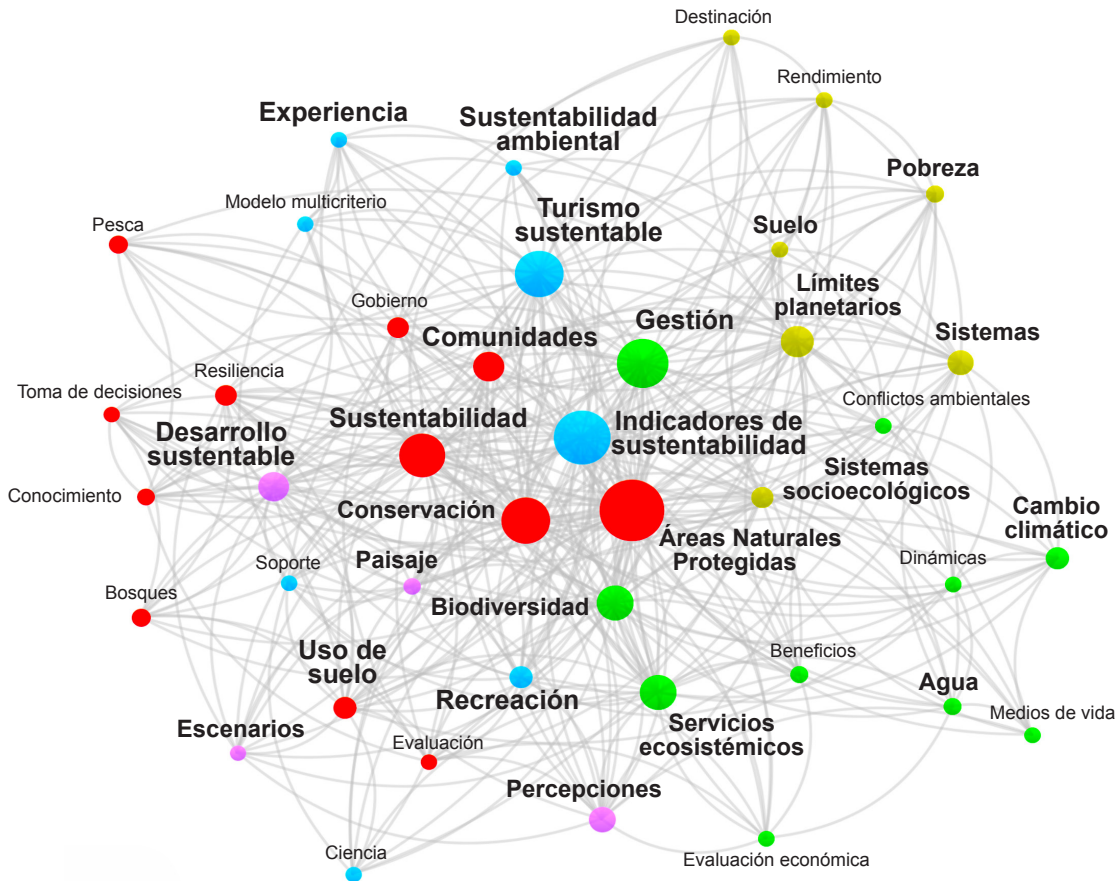 Destinación
Rendimiento
Experiencia
Sustentabilidad
ambiental
Pobreza
Modelo multicriterio
Pesca
Turismo
sustentable
Suelo
Límites
planetarios
Gobierno
Gestión
Comunidades
Sistemas
Resiliencia
Toma de decisiones
Conflictos ambientales
Desarrollo
sustentable
Sustentabilidad
Indicadores de
sustentabilidad
Sistemas
socioecológicos
Conocimiento
Conservación
Cambio
climático
Áreas Naturales
Protegidas
Soporte
Paisaje
Dinámicas
Bosques
Biodiversidad
Uso de
suelo
Beneficios
Recreación
Agua
Medios de vida
Escenarios
Evaluación
Servicios
ecosistémicos
Percepciones
Ciencia
Evaluación económica